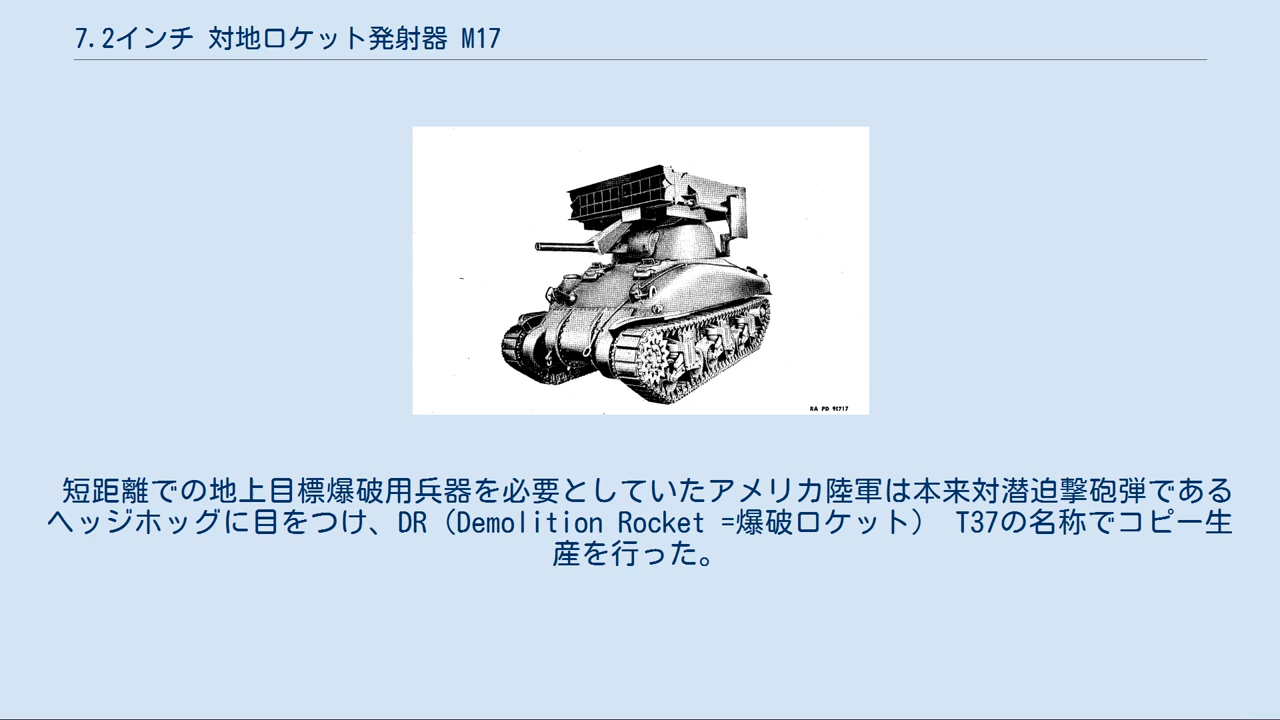 7.2インチ 対地ロケット発射器 M17
RA PD 9
短距離での地上目標爆破用兵器を必要としていたアメリカ陸軍は本来対潜迫撃砲弾である
ヘッジホッグに目をつけ、DR（Demolition Rocket =爆破ロケット） T37の名称でコピー生
産を行った。